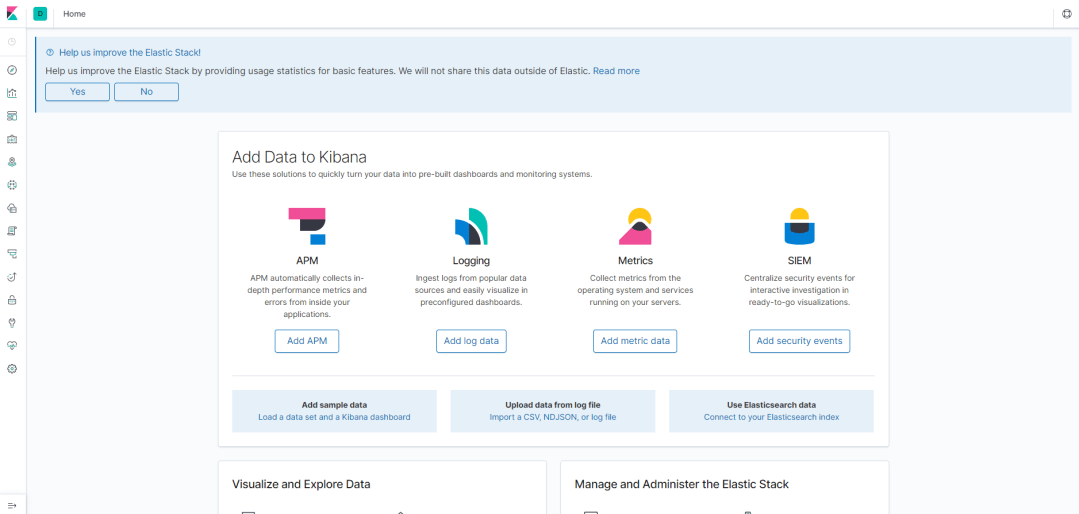 D Home
Help us improve the Elastic Stack!
Help us improve the Elastic Stack by providing usage statistics for basic features. We will not share this data outside of Elastic. Read more
Yes No
Add Data to Kibana
Use these solutions to quickly turn your data into pre-built dashboards and monitoring systems.
APM
APM automatically collects in-
depth performance metrics and
errors from inside your
applications.
Add APM
Logging
Ingest logs from popular data
sources and easily visualize in
preconfigured dashboards.
Add log data
Metrics
Collect metrics from the
operating system and services
running on your servers.
Add metric data
SIEM
Centralize security events for
interactive investigation in
ready-to-go visualizations.
Add security events
Add sample data
Load a data set and a Kibana dashboard
Upload data from log file
Import a CSV, NDJSON, or log file
Use Elasticsearch data
Connect to your Elasticsearch index
Visualize and Explore Data
Manage and Administer the Elastic Stack